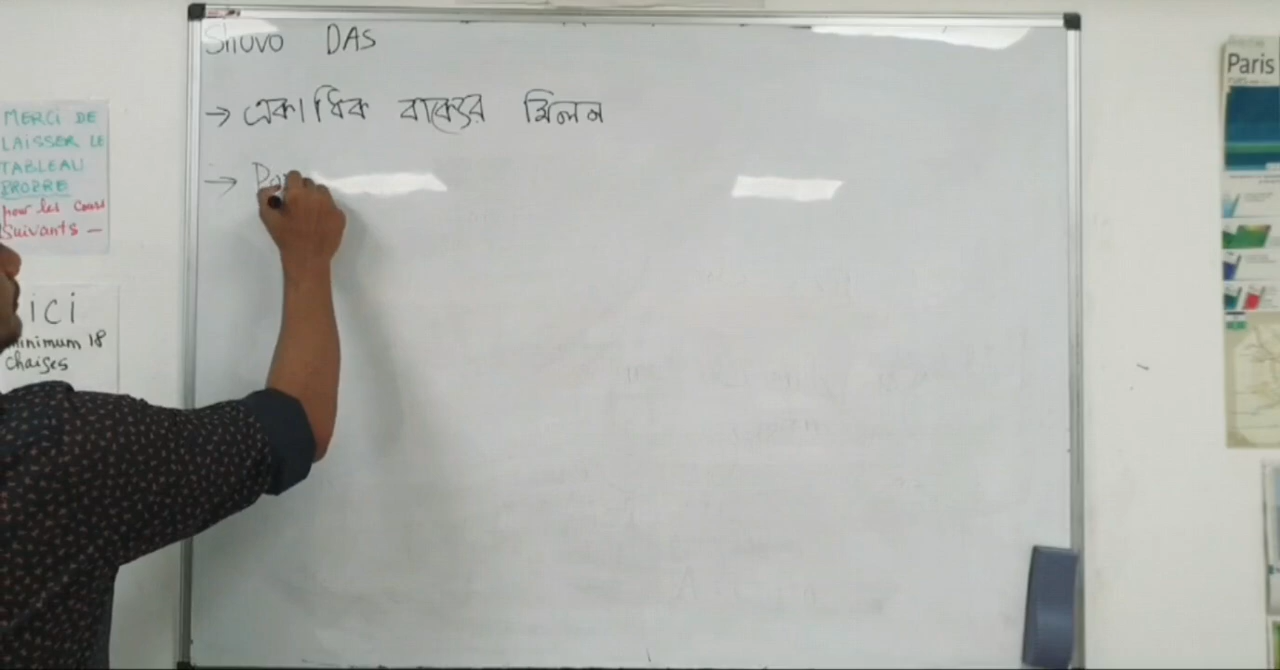 Shuvo DAS
→ একাধিক বাক্যের মিলন
→
MERCI DE
LAISSER LE
TABLEAU
PROPRE
pour les cours
suivants —
ici
minimum 18
chaises
Paris